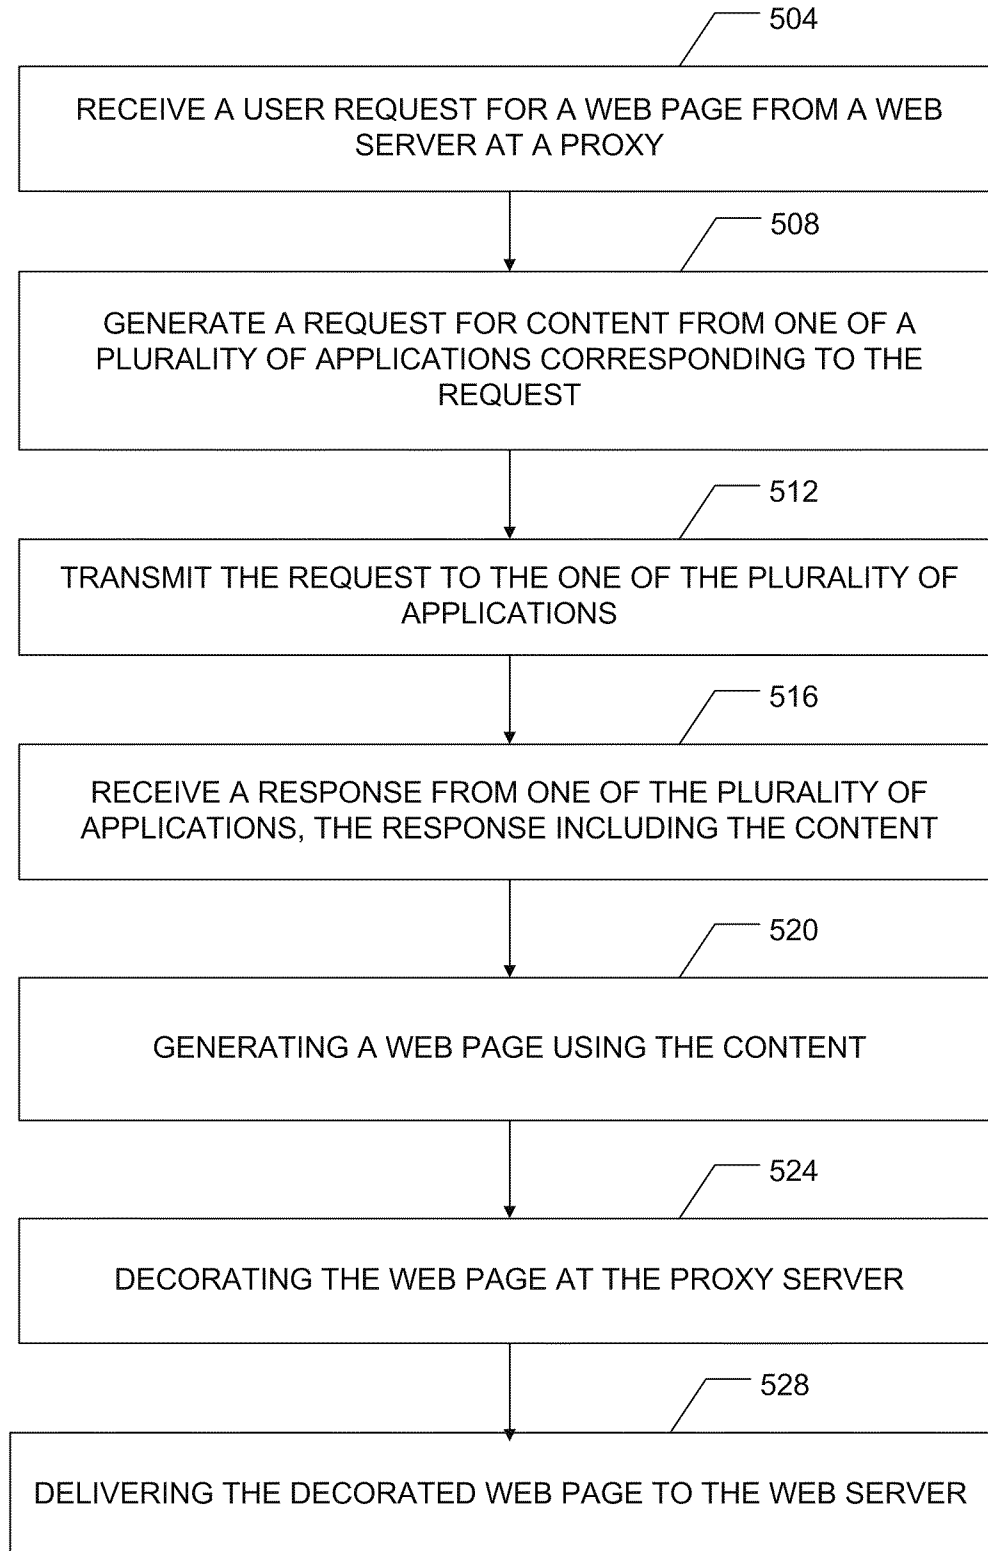 504
RECEIVE A USER REQUEST FOR A WEB PAGE FROM A WEB
SERVER AT A PROXY
508
GENERATE A REQUEST FOR CONTENT FROM ONE OF A
PLURALITY OF APPLICATIONS CORRESPONDING TO THE
REQUEST
512
TRANSMIT THE REQUEST TO THE ONE OF THE PLURALITY OF
APPLICATIONS
516
RECEIVE A RESPONSE FROM ONE OF THE PLURALITY OF
APPLICATIONS, THE RESPONSE INCLUDING THE CONTENT
520
GENERATING A WEB PAGE USING THE CONTENT
524
DECORATING THE WEB PAGE AT THE PROXY SERVER
528
DELIVERING THE DECORATED WEB PAGE TO THE WEB SERVER